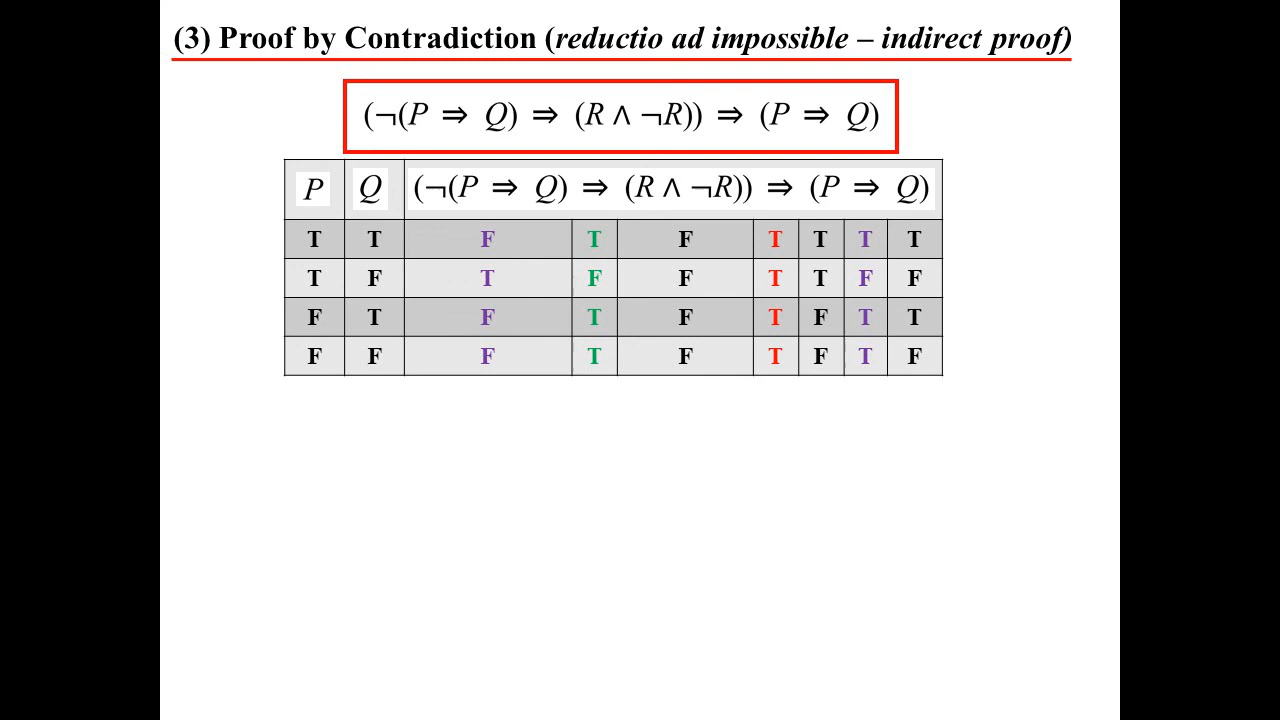 (3) Proof by Contradiction (reductio ad impossible – indirect proof)
(¬(P ⇒ Q) ⇒ (R ∧ ¬R)) ⇒ (P ⇒ Q)
P Q (¬(P ⇒ Q) ⇒ (R ∧ ¬R)) ⇒ (P ⇒ Q)
T T F T F T T T T
T F T F F T T F F
F T F T F T F T T
F F F T F T F T F